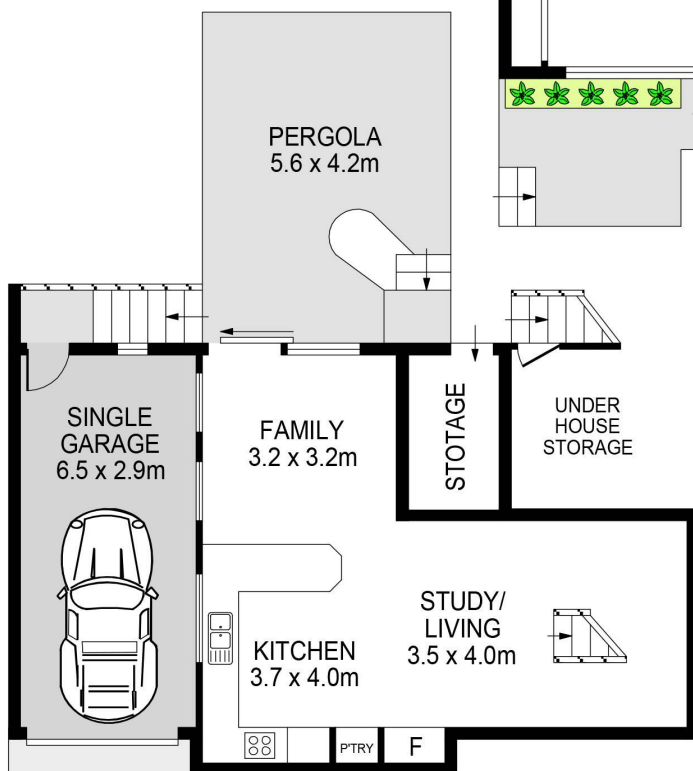 PERGOLA
5.6 x 4.2m
SINGLE
GARAGE
6.5 x 2.9m
FAMILY
3.2 x 3.2m
STOTAGE
UNDER
HOUSE
STORAGE
KITCHEN
3.7 x 4.0m
STUDY/
LIVING
3.5 x 4.0m
P'TRY
F